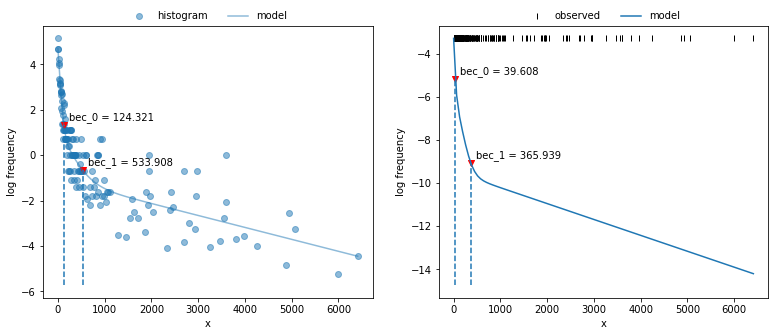 histogram model
log frequency
6
4
2
0
−2
−4
−6
bec_0 = 124.321
bec_1 = 533.908
0 1000 2000 3000 4000 5000 6000
x
observed model
log frequency
−4
−6
−8
−10
−12
−14
bec_0 = 39.608
bec_1 = 365.939
0 1000 2000 3000 4000 5000 6000
x